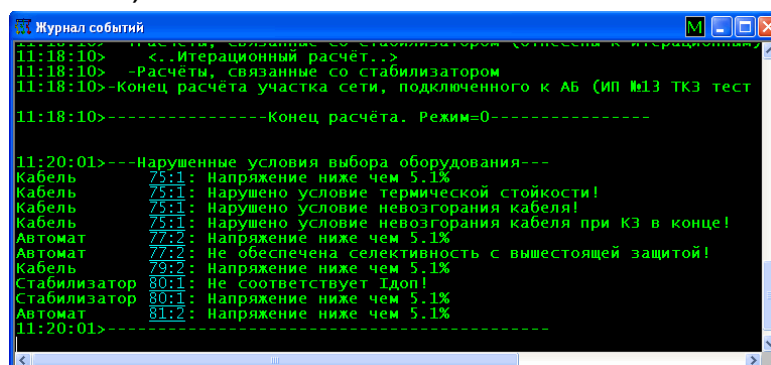 Журнал событий
11:18:10> <..Итерационный расчёт..>
11:18:10> -Расчёты, связанные со стабилизатором
11:18:10>-Конец расчёта участка сети, подключенного к АБ (ИП №13 ТКЗ тест
11:18:10>----------------Конец расчёта. Режим=0----------------
11:20:01>---Нарушенные условия выбора оборудования---
Кабель 75:1: Напряжение ниже чем 5.1%
Кабель 75:1: Нарушено условие термической стойкости!
Кабель 75:1: Нарушено условие невозгорания кабеля!
Кабель 75:1: Нарушено условие невозгорания кабеля при КЗ в конце!
Автомат 77:2: Напряжение ниже чем 5.1%
Автомат 77:2: Не обеспечена селективность с вышестоящей защитой!
Кабель 79:2: Напряжение ниже чем 5.1%
Стабилизатор 80:1: Не соответствует Iдоп!
Стабилизатор 80:1: Напряжение ниже чем 5.1%
Автомат 81:2: Напряжение ниже чем 5.1%
11:20:01>---------------------------------------------